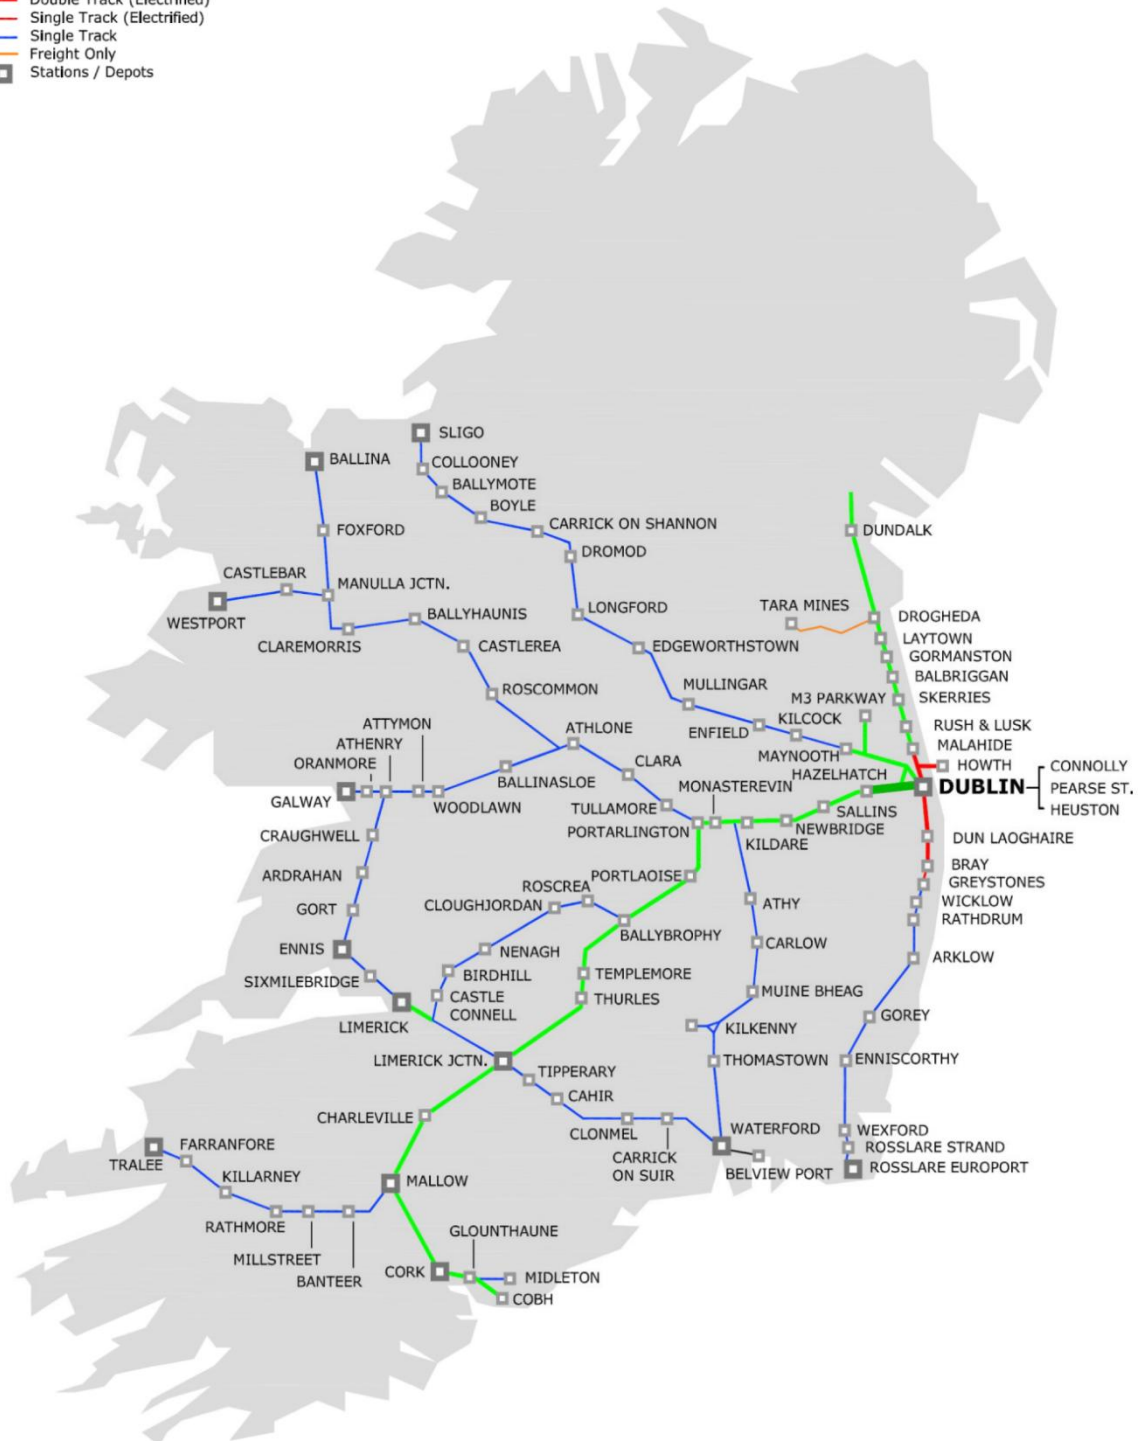 Double Track (Electrified)
Single Track (Electrified)
Single Track
Freight Only
Stations / Depots
SLIGO
BALLINA
COLLOONEY
BALLYMOTE
BOYLE
CARRICK ON SHANNON
FOXFORD
DUNDALK
DROMOD
CASTLEBAR
MANULLA JCTN.
WESTPORT
LONGFORD
TARA MINES
BALLYHAUNIS
DROGHEDA
CLAREMORRIS
CASTLEREA
EDGEWORTHSTOWN
LAYTOWN
GORMANSTON
BALBRIGGAN
ROSCOMMON
MULLINGAR
M3 PARKWAY
SKERRIES
ATTYMON
ATHLONE
ENFIELD
KILCOCK
RUSH & LUSK
ATHENRY
MAYNOOTH
MALAHIDE
ORANMORE
CLARA
HAZELHATCH
HOWTH
CONNOLLY
BALLINASLOE
MONASTEREVIN
DUBLIN
PEARSE ST.
GALWAY
WOODLAWN
TULLAMORE
SALLINS
HEUSTON
CRAUGHWELL
PORTARLINGTON
NEWBRIDGE
KILDARE
DUN LAOGHAIRE
ARDRAHAN
PORTLAOISE
BRAY
ROSCREA
GREYSTONES
GORT
CLOUGHJORDAN
ATHY
WICKLOW
RATHDRUM
BALLYBROPHY
ENNIS
NENAGH
CARLOW
ARKLOW
SIXMILEBRIDGE
BIRDHILL
TEMPLEMORE
CASTLE
CONNELL
THURLES
MUINE BHEAG
LIMERICK
KILKENNY
GOREY
LIMERICK JCTN.
TIPPERARY
THOMASTOWN
ENNISCORTHY
CAHIR
CHARLEVILLE
CLONMEL
WATERFORD
WEXFORD
FARRANFORE
CARRICK
ON SUIR
ROSSLARE STRAND
TRALEE
BELVIEW PORT
ROSSLARE EUROPORT
KILLARNEY
MALLOW
RATHMORE
GLOUNTHAUNE
MILLSTREET
BANTEER
CORK
MIDLETON
COBH